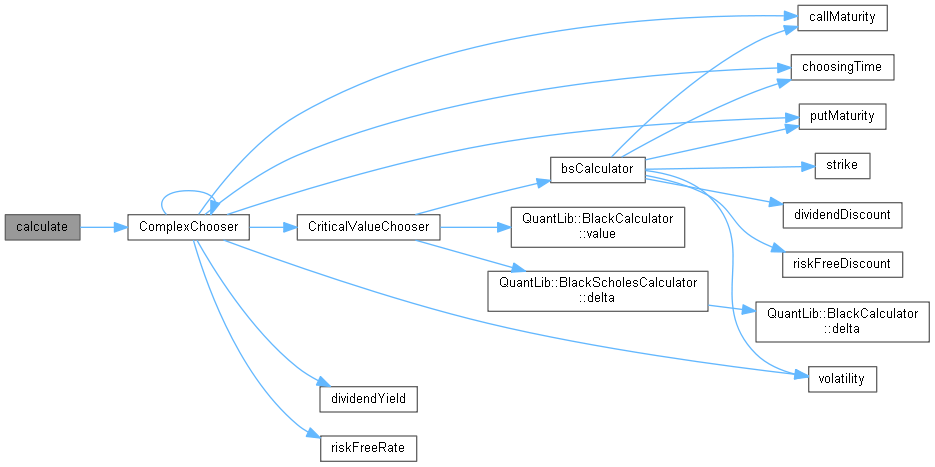 callMaturity
choosingTime
putMaturity
bsCalculator
strike
dividendDiscount
calculate
ComplexChooser
CriticalValueChooser
QuantLib::BlackCalculator
::value
riskFreeDiscount
QuantLib::BlackScholesCalculator
::delta
QuantLib::BlackCalculator
::delta
volatility
dividendYield
riskFreeRate